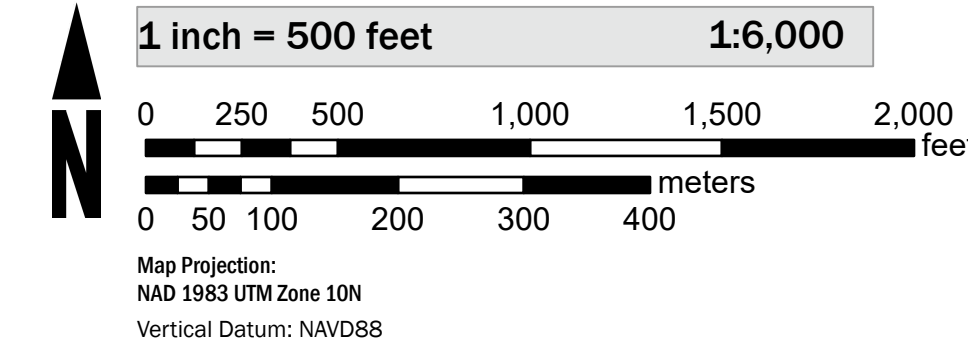 1 inch = 500 feet 1:6,000
0 250 500 1,000 1,500 2,000
feet
meters
0 50 100 200 300 400
N
Map Projection:
NAD 1983 UTM Zone 10N
Vertical Datum: NAVD88